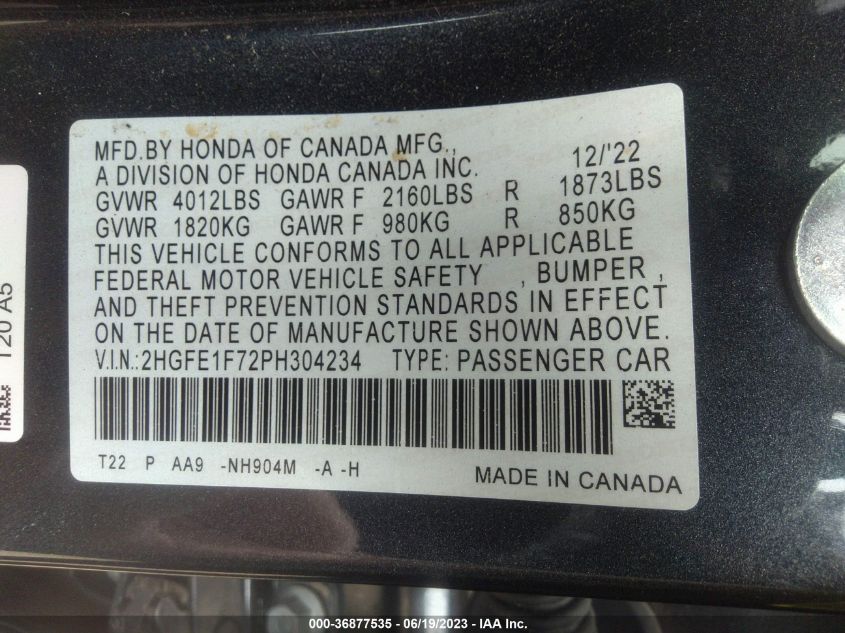 MFD.BY HONDA OF CANADA MFG., 12/'22
A DIVISION OF HONDA CANADA INC.
GVWR 4012LBS GAWR F 2160LBS R 1873LBS
GVWR 1820KG GAWR F 980KG R 850KG
THIS VEHICLE CONFORMS TO ALL APPLICABLE
FEDERAL MOTOR VEHICLE SAFETY , BUMPER ,
AND THEFT PREVENTION STANDARDS IN EFFECT
ON THE DATE OF MANUFACTURE SHOWN ABOVE.
V.I.N.:2HGFE1F72PH304234 TYPE: PASSENGER CAR
T22 P AA9 -NH904M -A -H
MADE IN CANADA
T20 A5
000-36877535 - 06/19/2023 - IAA Inc.